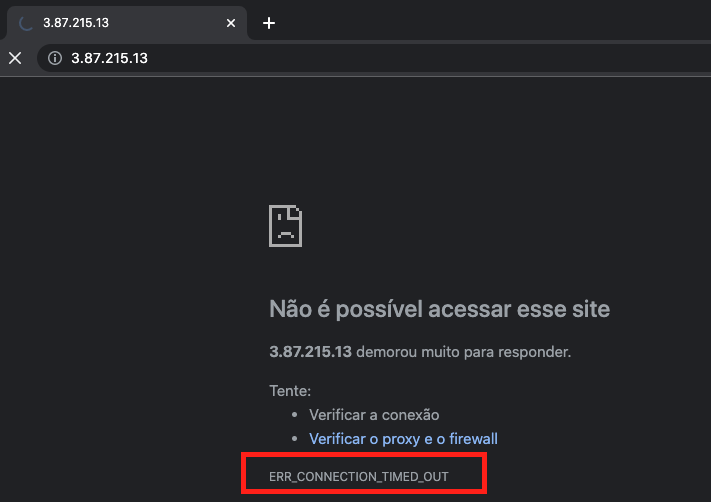 3.87.215.13
3.87.215.13
Não é possível acessar esse site
3.87.215.13 demorou muito para responder.
Tente:
• Verificar a conexão
• Verificar o proxy e o firewall
ERR_CONNECTION_TIMED_OUT